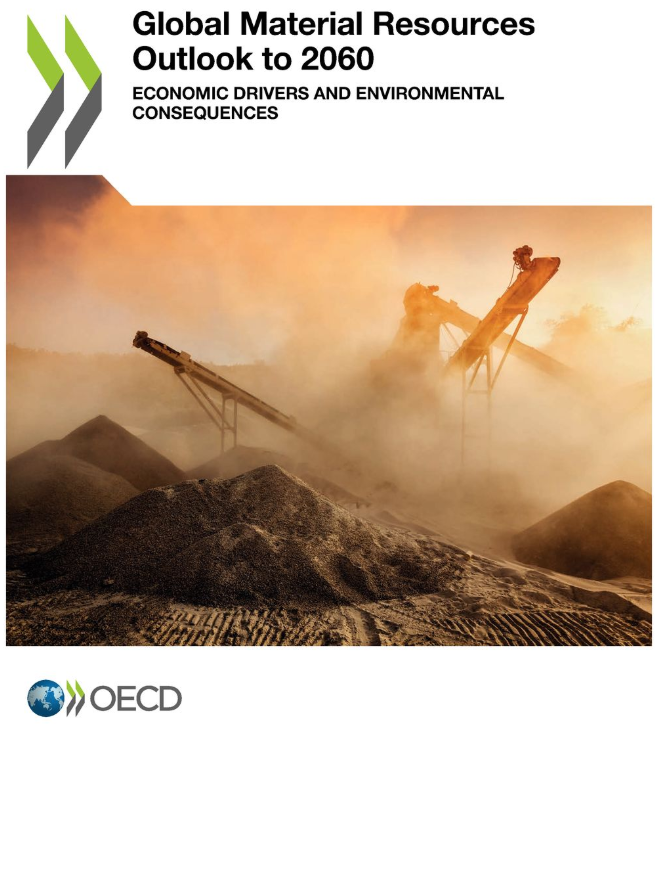 Global Material Resources
Outlook to 2060
ECONOMIC DRIVERS AND ENVIRONMENTAL
CONSEQUENCES
OECD